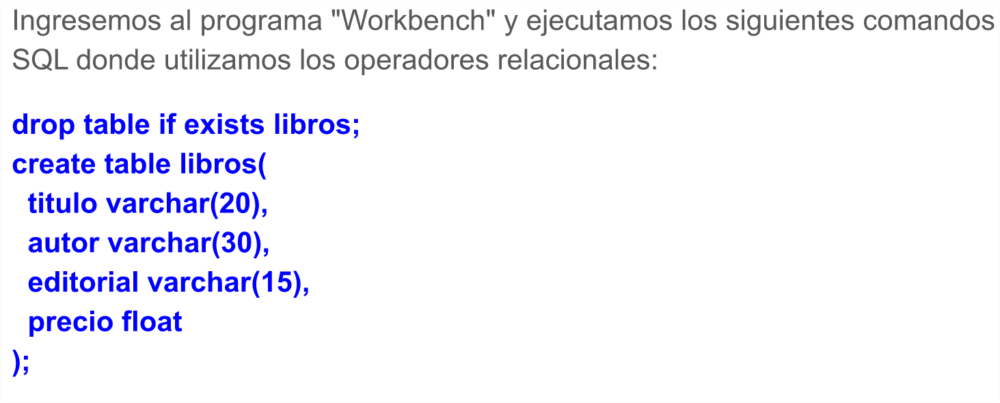 Ingresemos al programa "Workbench" y ejecutamos los siguientes comandos
SQL donde utilizamos los operadores relacionales:
drop table if exists libros;
create table libros(
titulo varchar(20),
autor varchar(30),
editorial varchar(15),
precio float
);